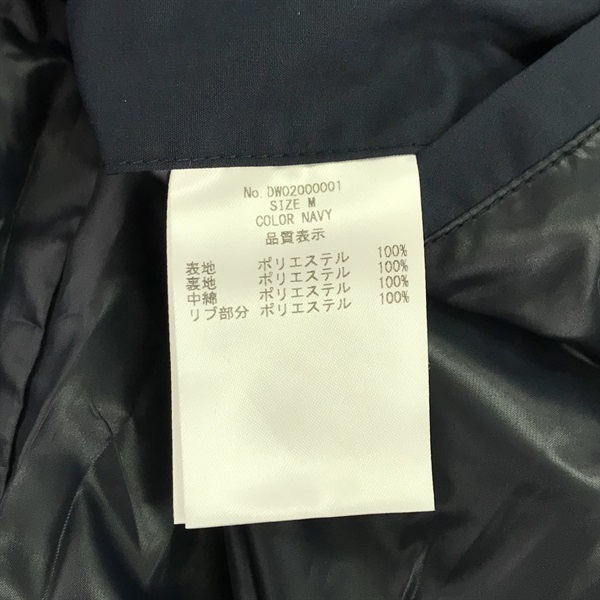 No. DW02000001
SIZE M
COLOR NAVY
品質表示
表地 ポリエステル 100%
裏地 ポリエステル 100%
中綿 ポリエステル 100%
リブ部分 ポリエステル 100%